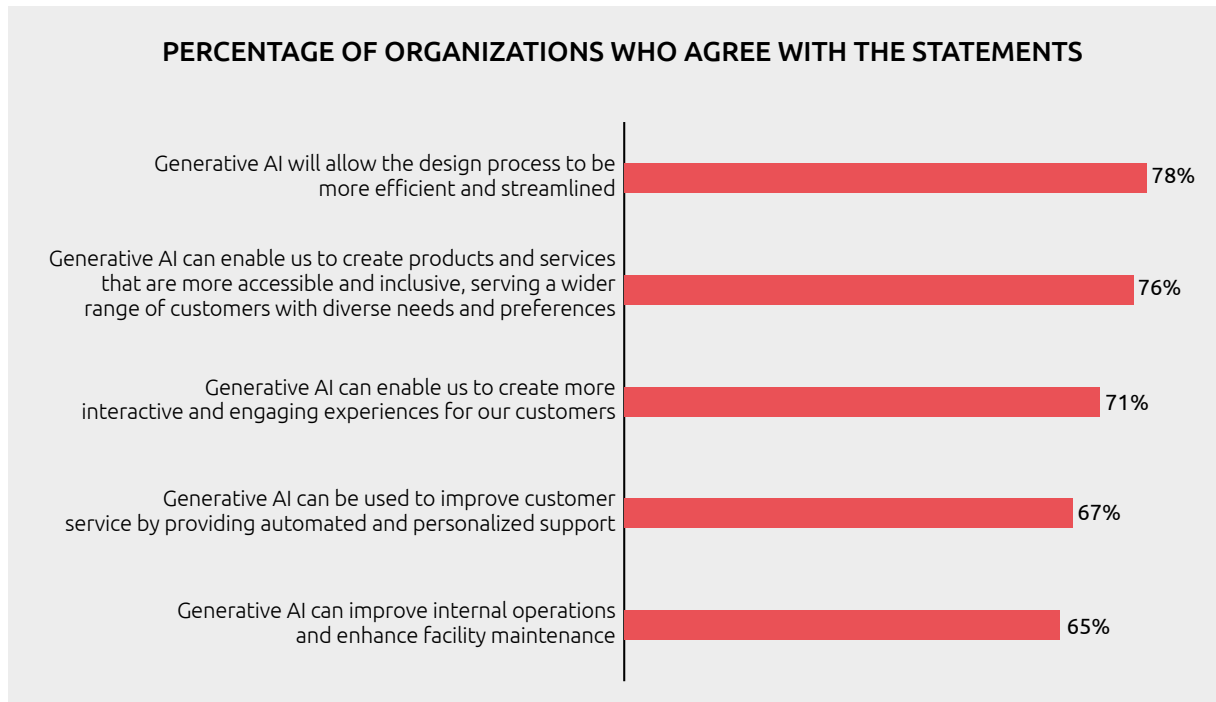 PERCENTAGE OF ORGANIZATIONS WHO AGREE WITH THE STATEMENTS
Generative AI will allow the design process to be
more efficient and streamlined
78%
Generative AI can enable us to create products and services
that are more accessible and inclusive, serving a wider
range of customers with diverse needs and preferences
76%
Generative AI can enable us to create more
interactive and engaging experiences for our customers
71%
Generative AI can be used to improve customer
service by providing automated and personalized support
67%
Generative AI can improve internal operations
and enhance facility maintenance
65%